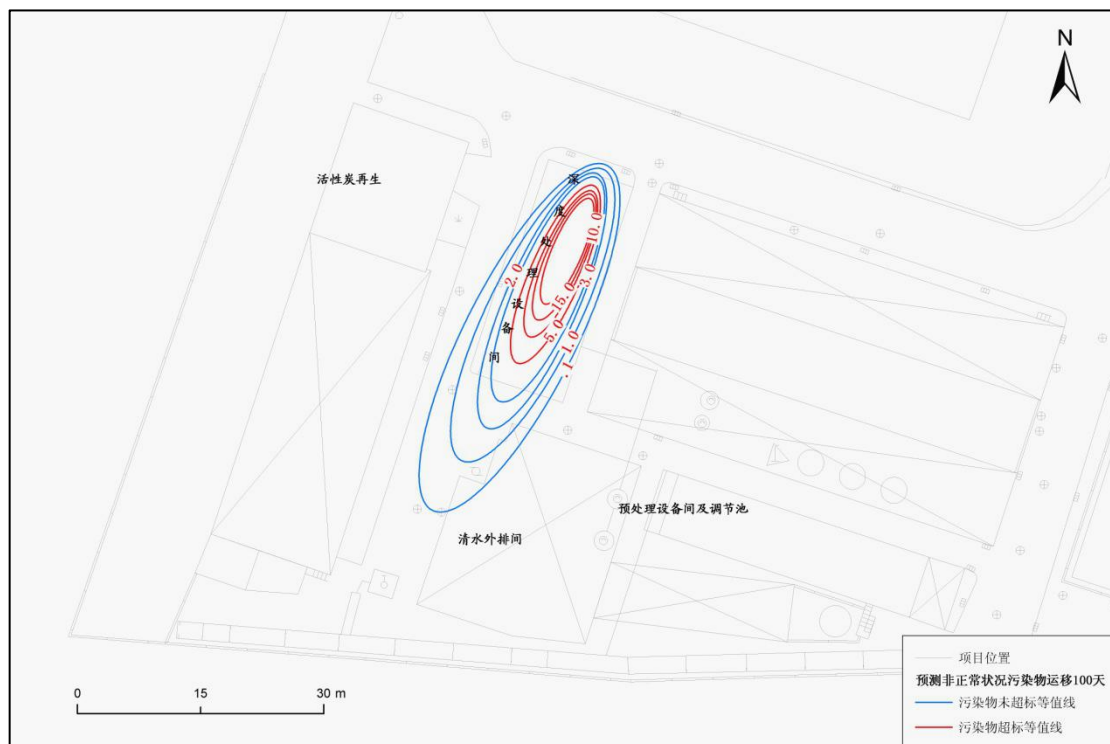 N
活性炭再生
深度处理设备间
10.0
2.0
3.0
15.0
5.0
1.0
.1
预处理设备间及调节池
清水外排间
0 15 30 m
项目位置
预测非正常状况污染物运移100天
污染物未超标等值线
污染物超标等值线